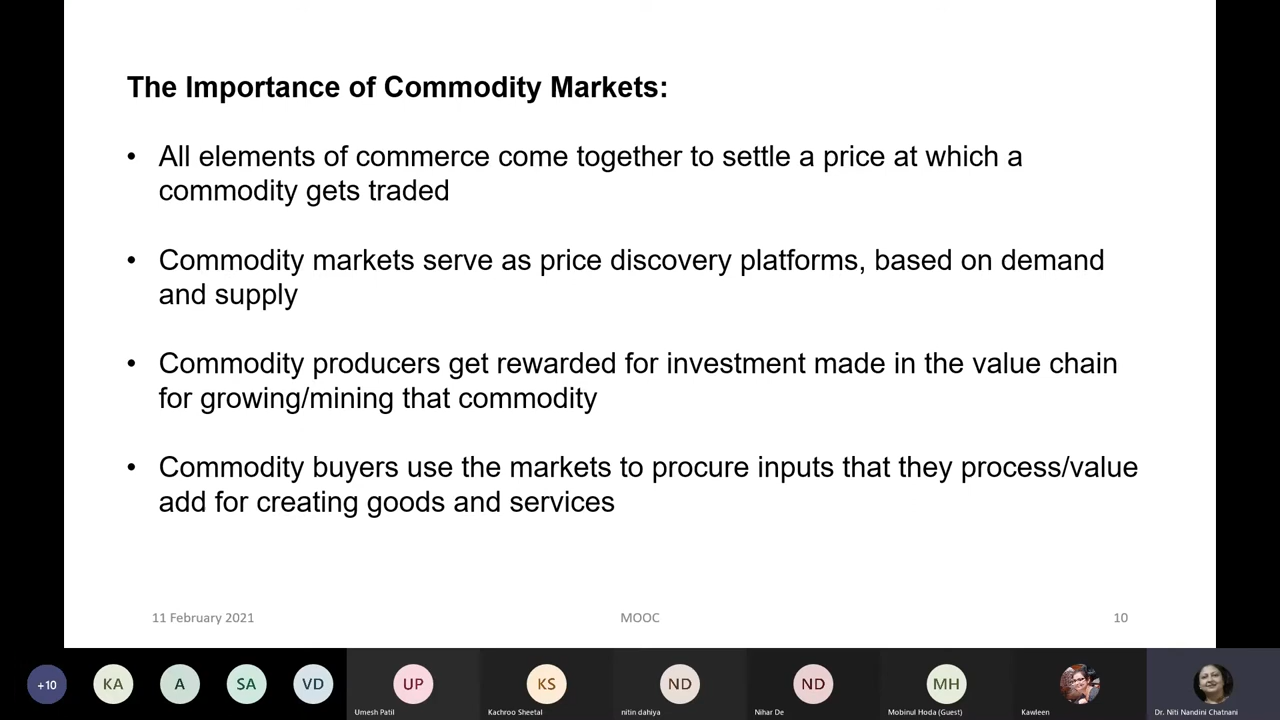 The Importance of Commodity Markets:
• All elements of commerce come together to settle a price at which a
commodity gets traded
• Commodity markets serve as price discovery platforms, based on demand
and supply
• Commodity producers get rewarded for investment made in the value chain
for growing/mining that commodity
• Commodity buyers use the markets to procure inputs that they process/value
add for creating goods and services
11 February 2021 MOOC 10
+10 KA A SA VD UP KS ND ND MH
Umesh Patil Kachroo Sheetal nitin dahiya Nihar De Mobinul Hoda (Guest) Kawleen Dr. Niti Nandini Chatnani